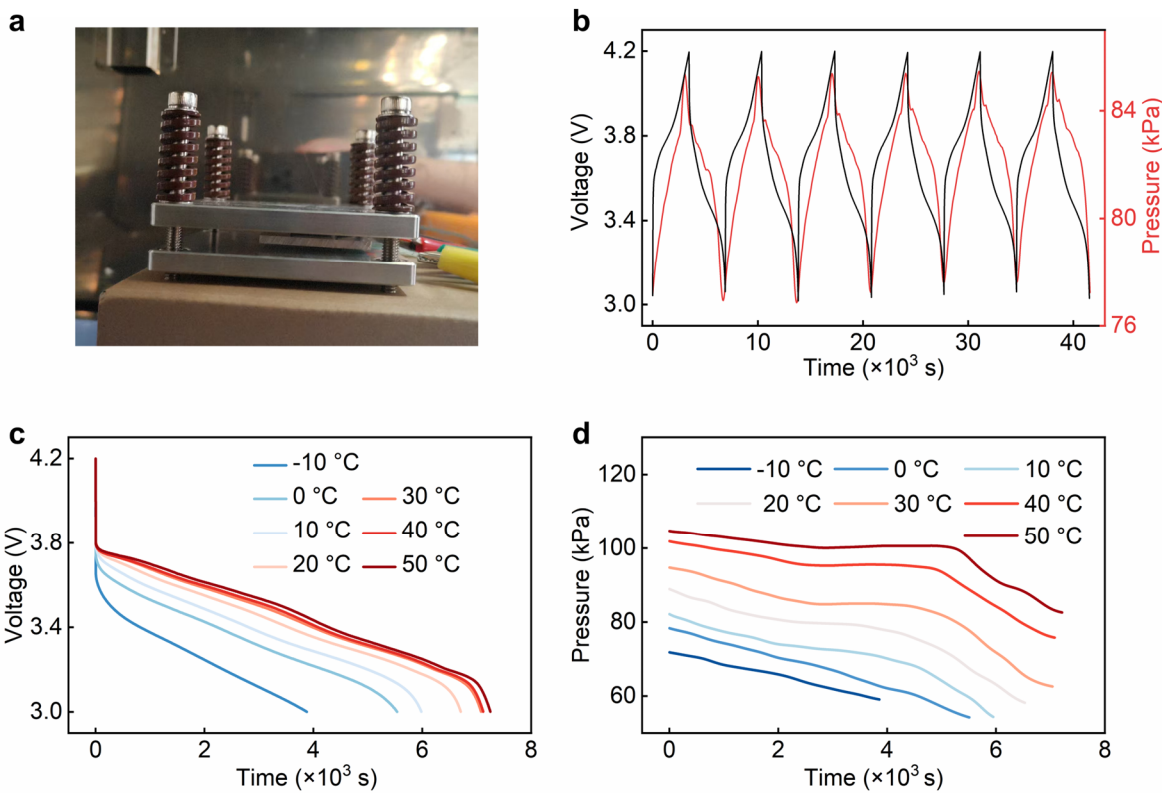 a
b
4.2
3.8
3.4
3.0
Voltage (V)
84
80
76
Pressure (kPa)
0
10
20
30
40
Time (×10³ s)
c
4.2
3.8
3.4
3.0
Voltage (V)
-10 °C
0 °C
30 °C
10 °C
40 °C
20 °C
50 °C
0
2
4
6
8
Time (×10³ s)
d
120
100
80
60
Pressure (kPa)
-10 °C
0 °C
10 °C
20 °C
30 °C
40 °C
50 °C
0
2
4
6
8
Time (×10³ s)